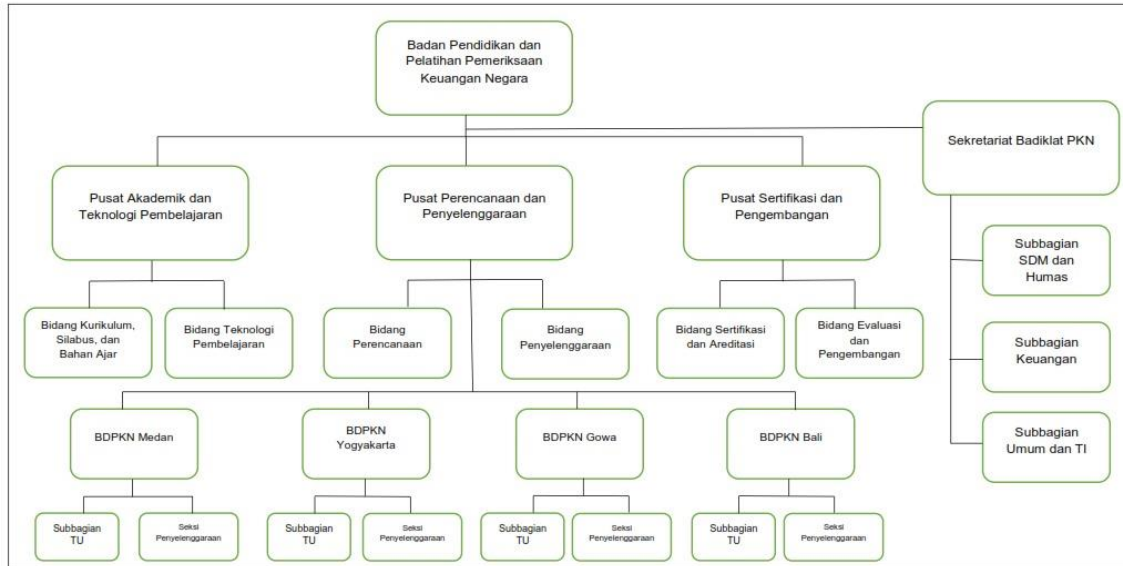 Badan Pendidikan dan
Pelatihan Pemeriksaan
Keuangan Negara
Sekretariat Badiklat PKN
Pusat Akademik dan
Teknologi Pembelajaran
Pusat Perencanaan dan
Penyelenggaraan
Pusat Sertifikasi dan
Pengembangan
Subbagian
SDM dan
Humas
Bidang Kurikulum,
Silabus, dan
Bahan Ajar
Bidang Teknologi
Pembelajaran
Bidang
Perencanaan
Bidang
Penyelenggaraan
Bidang Sertifikasi
dan Areditasi
Bidang Evaluasi
dan
Pengembangan
Subbagian
Keuangan
BDPKN Medan
BDPKN
Yogyakarta
BDPKN Gowa
BDPKN Bali
Subbagian
Umum dan TI
Subbagian
TU
Seksi
Penyelenggaraan
Subbagian
TU
Seksi
Penyelenggaraan
Subbagian
TU
Seksi
Penyelenggaraan
Subbagian
TU
Seksi
Penyelenggaraan